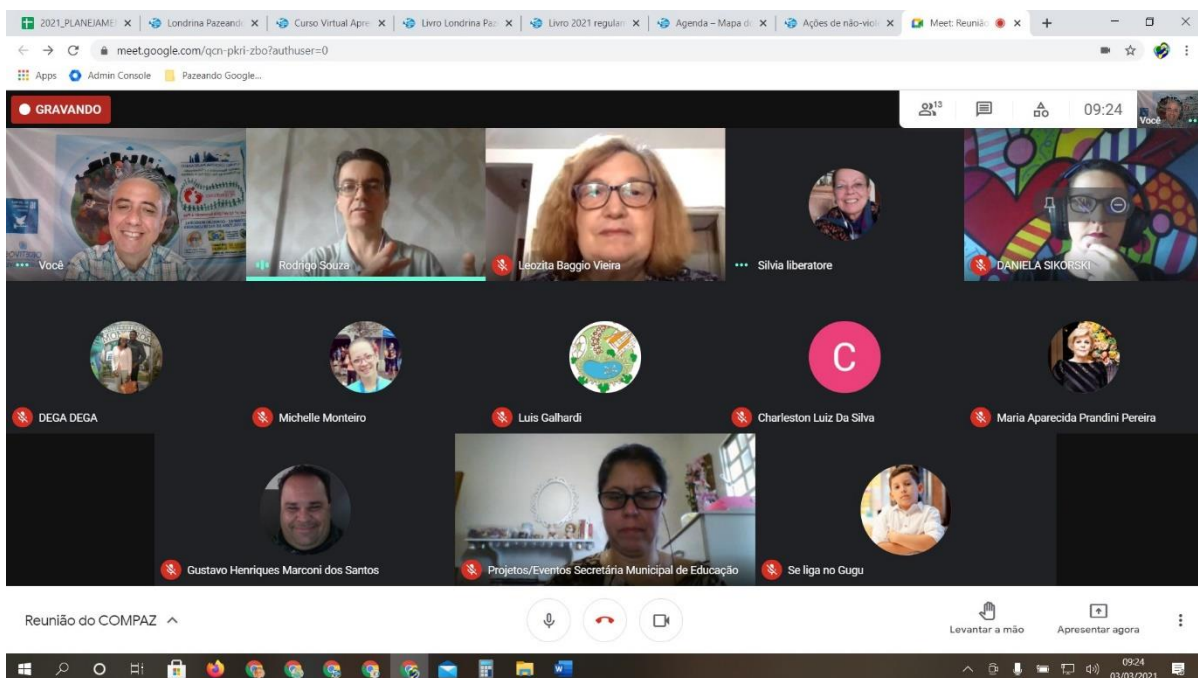 2021_PLANEJAME
Londrina Pazeand
Curso Virtual Apre
Livro Londrina Paz
Livro 2021 regulan
Agenda – Mapa d
Ações de não-viol
Meet: Reunião
meet.google.com/qcn-pkri-zbo?authuser=0
Apps
Admin Console
Pazeando Google...
GRAVANDO
13
09:24
Você
Você
Rodrigo Souza
Leozita Baggio Vieira
Silvia liberatore
DANIELA SIKORSKI
DEGA DEGA
Michelle Monteiro
Luis Galhardi
C
Charleston Luiz Da Silva
Maria Aparecida Prandini Pereira
Gustavo Henriques Marconi dos Santos
Projetos/Eventos Secretária Municipal de Educação
Se liga no Gugu
Reunião do COMPAZ
Levantar a mão
Apresentar agora
09:24
03/03/2021